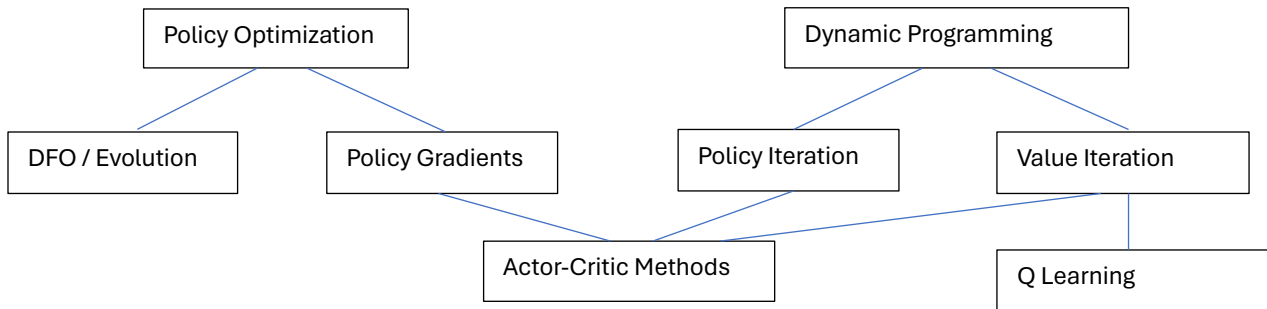 Policy Optimization
Dynamic Programming
DFO / Evolution
Policy Gradients
Policy Iteration
Value Iteration
Actor-Critic Methods
Q Learning